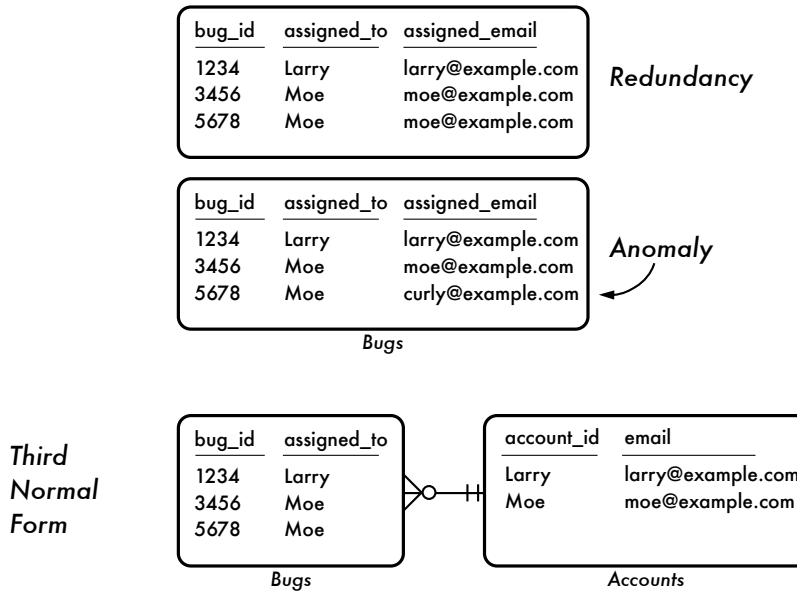 bug_id assigned_to assigned_email
1234 Larry larry@example.com
3456 Moe moe@example.com
5678 Moe moe@example.com
Redundancy
bug_id assigned_to assigned_email
1234 Larry larry@example.com
3456 Moe moe@example.com
5678 Moe curly@example.com
Anomaly
Bugs
Third
Normal
Form
bug_id assigned_to
1234 Larry
3456 Moe
5678 Moe
Bugs
account_id email
Larry larry@example.com
Moe moe@example.com
Accounts